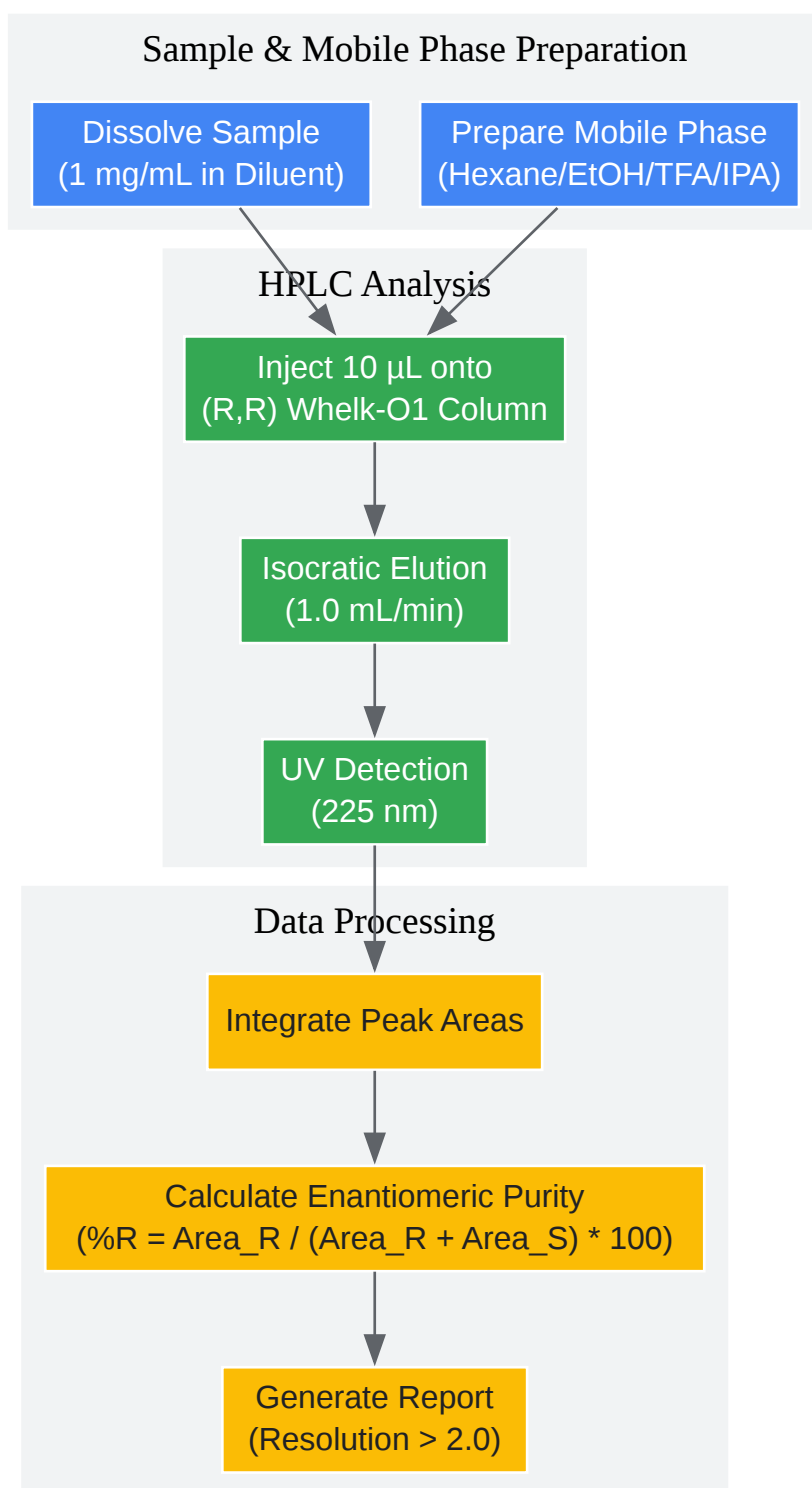 Sample & Mobile Phase Preparation
Dissolve Sample
(1 mg/mL in Diluent)
Prepare Mobile Phase
(Hexane/EtOH/TFA/IPA)
HPLC Analysis
Inject 10 µL onto
(R,R) Whelk-O1 Column
Isocratic Elution
(1.0 mL/min)
UV Detection
(225 nm)
Data Processing
Integrate Peak Areas
Calculate Enantiomeric Purity
(%R = Area_R / (Area_R + Area_S) * 100)
Generate Report
(Resolution > 2.0)